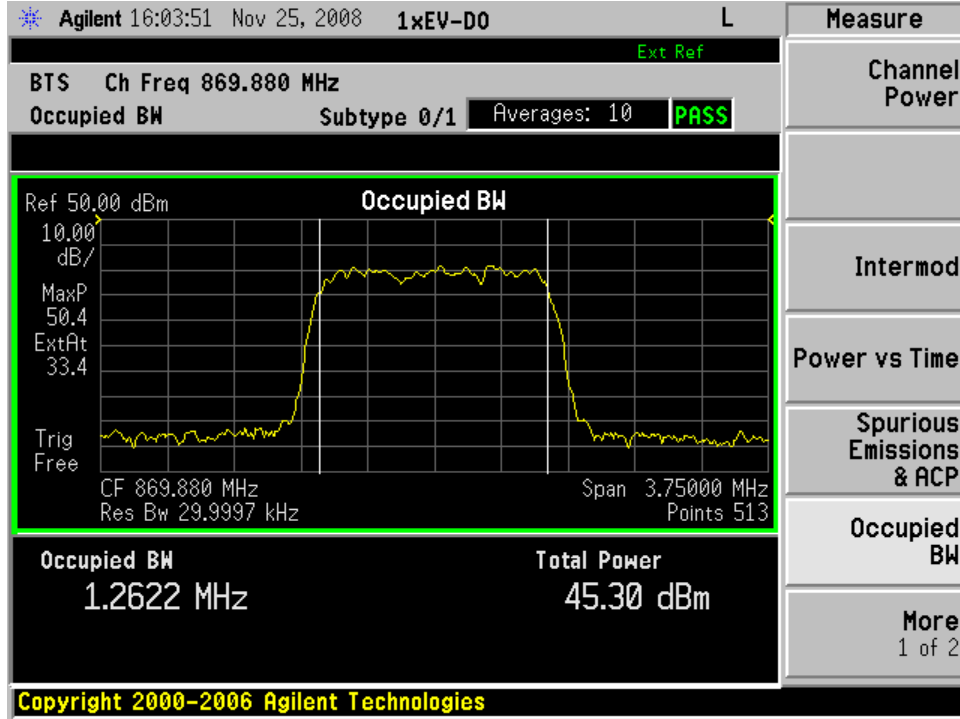 Agilent 16:03:51 Nov 25, 2008 1xEV-DO L
Measure
Ext Ref
BTS Ch Freq 869.880 MHz
Occupied BW Subtype 0/1 Averages: 10 PASS
Channel
Power
Ref 50.00 dBm Occupied BW
10.00
dB/
MaxP
50.4
ExtAt
33.4
Trig
Free
CF 869.880 MHz Span 3.75000 MHz
Res Bw 29.9997 kHz Points 513
Intermod
Power vs Time
Spurious
Emissions
& ACP
Occupied
BW
More
1 of 2
Occupied BW Total Power
1.2622 MHz 45.30 dBm
Copyright 2000-2006 Agilent Technologies